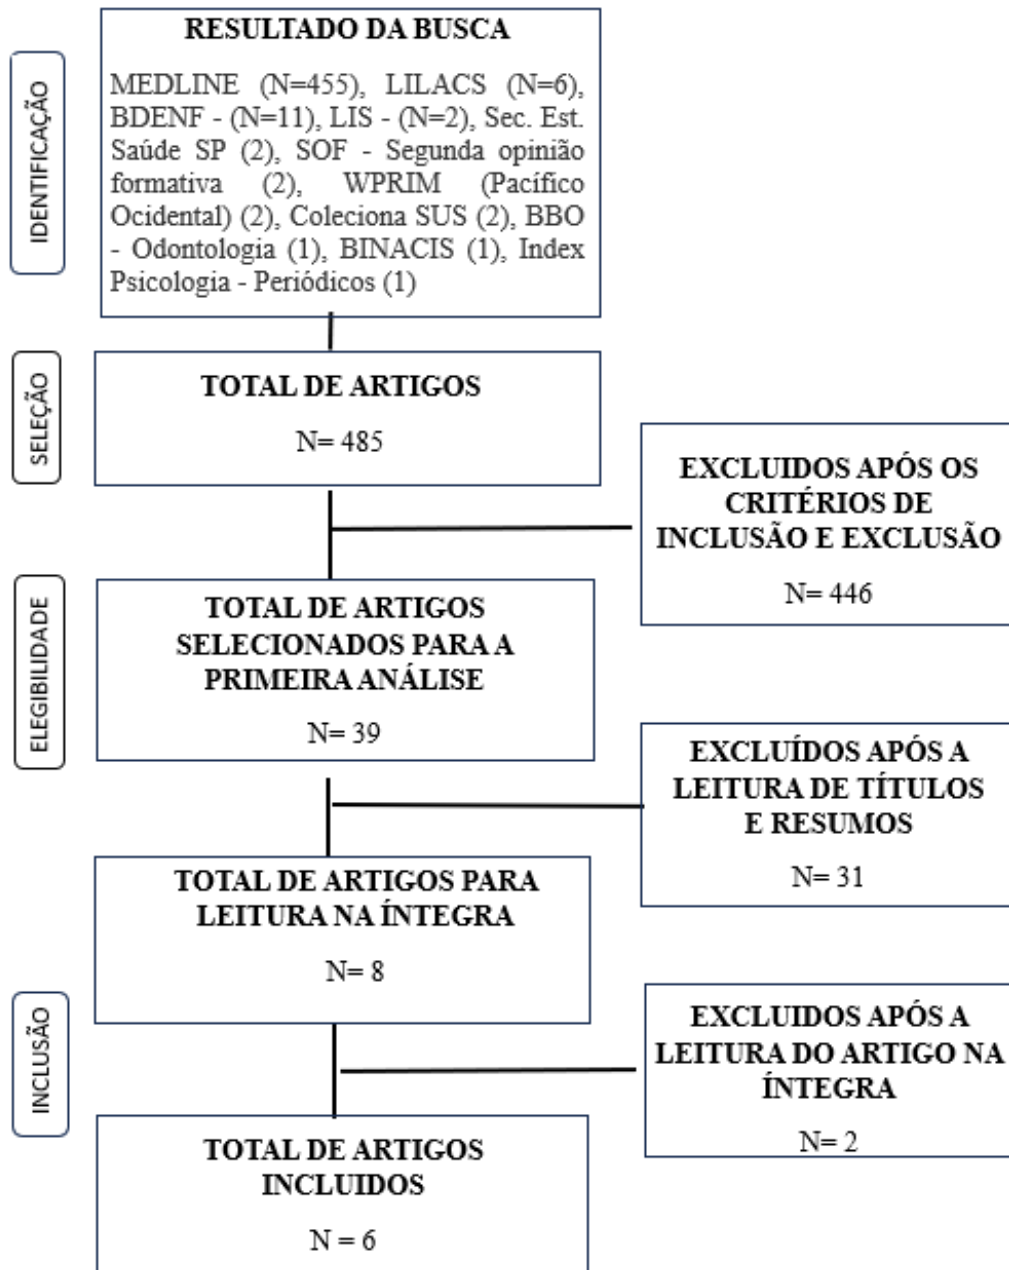 IDENTIFICAÇÃO
RESULTADO DA BUSCA
MEDLINE (N=455), LILACS (N=6),
BDENF - (N=11), LIS - (N=2), Sec. Est.
Saúde SP (2), SOF - Segunda opinião
formativa (2), WPRIM (Pacífico
Ocidental) (2), Coleciona SUS (2), BBO
- Odontologia (1), BINACIS (1), Index
Psicologia - Periódicos (1)
SELEÇÃO
TOTAL DE ARTIGOS
N= 485
EXCLUIDOS APÓS OS
CRITÉRIOS DE
INCLUSÃO E EXCLUSÃO
N= 446
ELEGIBILIDADE
TOTAL DE ARTIGOS
SELECIONADOS PARA A
PRIMEIRA ANÁLISE
N= 39
EXCLUÍDOS APÓS A
LEITURA DE TÍTULOS
E RESUMOS
N= 31
TOTAL DE ARTIGOS PARA
LEITURA NA ÍNTEGRA
N= 8
INCLUSÃO
EXCLUIDOS APÓS A
LEITURA DO ARTIGO NA
ÍNTEGRA
N= 2
TOTAL DE ARTIGOS
INCLUIDOS
N = 6